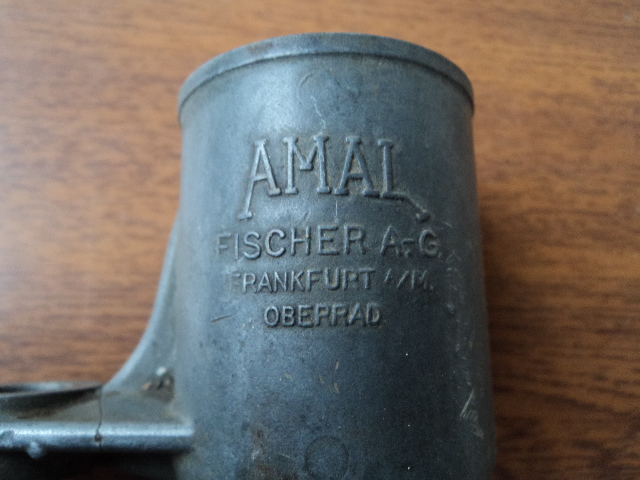 AMAL
FISCHER A.-G.
FRANKFURT A/M.
OBERRAD